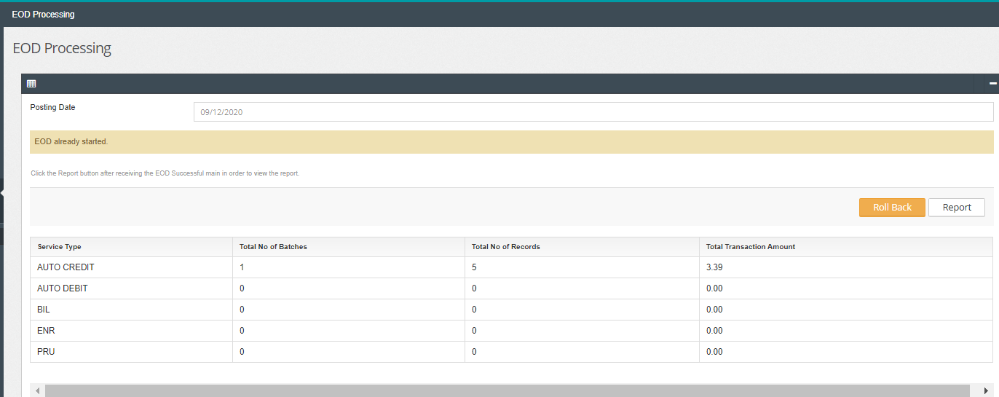 EOD Processing
EOD Processing
Posting Date 09/12/2020
EOD already started.
Click the Report button after receiving the EOD Successful main in order to view the report.
Roll Back Report
Service Type Total No of Batches Total No of Records Total Transaction Amount
AUTO CREDIT 1 5 3.39
AUTO DEBIT 0 0 0.00
BIL 0 0 0.00
ENR 0 0 0.00
PRU 0 0 0.00